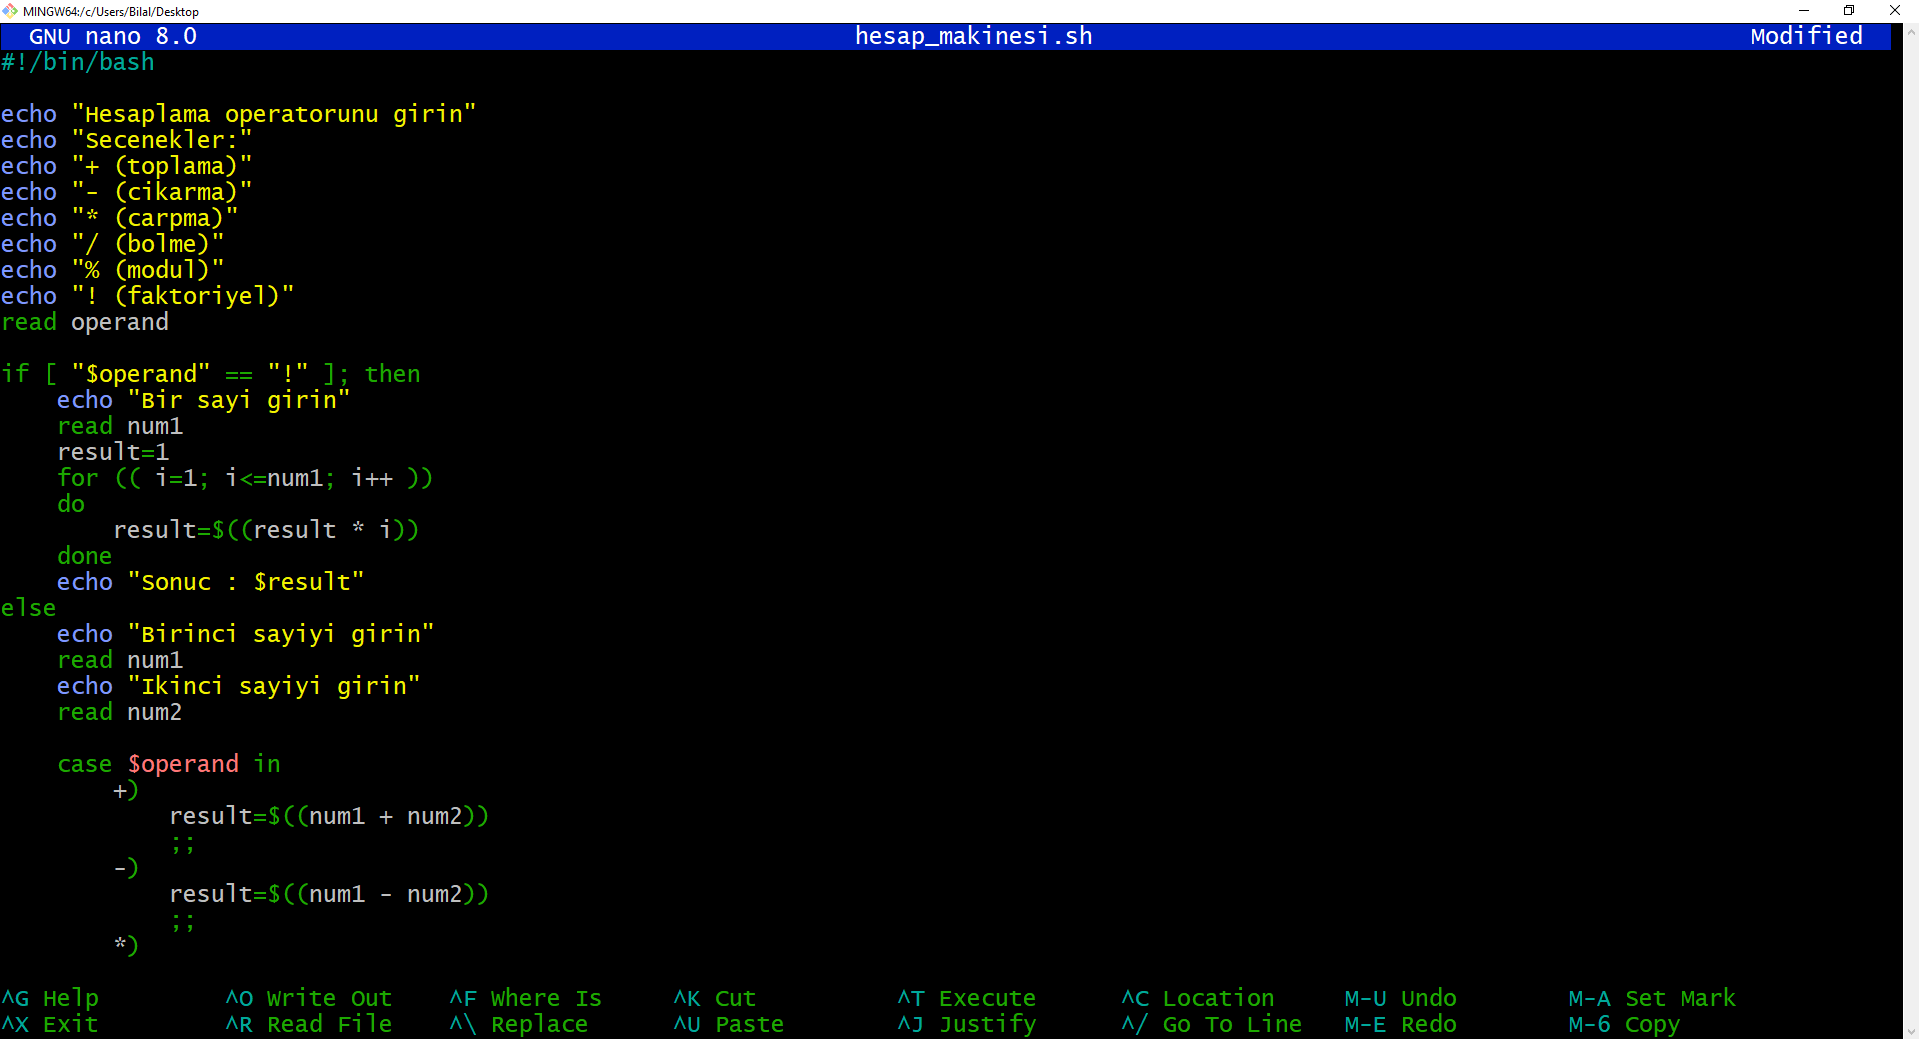 MINGW64:/c/Users/Bilal/Desktop
GNU nano 8.0 hesap_makinesi.sh Modified
#!/bin/bash

echo "Hesaplama operatorunu girin"
echo "Secenekler:"
echo "+ (toplama)"
echo "- (cikarma)"
echo "* (carpma)"
echo "/ (bolme)"
echo "% (modul)"
echo "! (faktoriyel)"
read operand

if [ "$operand" == "!" ]; then
    echo "Bir sayi girin"
    read num1
    result=1
    for (( i=1; i<=num1; i++ ))
    do
        result=$((result * i))
    done
    echo "Sonuc : $result"
else
    echo "Birinci sayiyi girin"
    read num1
    echo "Ikinci sayiyi girin"
    read num2

    case $operand in
        +)
            result=$((num1 + num2))
            ;;
        -)
            result=$((num1 - num2))
            ;;
        *)

^G Help ^O Write Out ^F Where Is ^K Cut ^T Execute ^C Location M-U Undo M-A Set Mark
^X Exit ^R Read File ^\ Replace ^U Paste ^J Justify ^/ Go To Line M-E Redo M-6 Copy